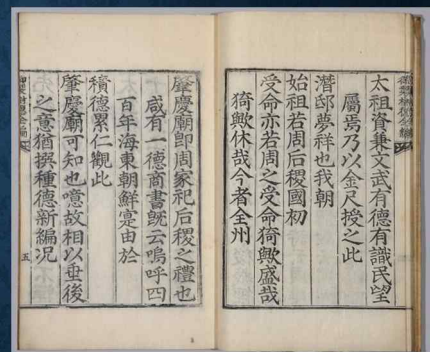 太祖資秉文武有德有識民望
屬焉乃以金尺授之此
潛邸夢祥也我朝
始祖若周后稷國初
受命亦若周之受命猗歟盛哉
猗歟休哉今者全州
肇慶廟卽周家祀后稷之禮也
咸有一德商書旣云嗚呼四
百年海東朝鮮寔由於
積德累仁觀此
肇慶廟可知也噫故相以垂後
之意猶撰種德新編况
五